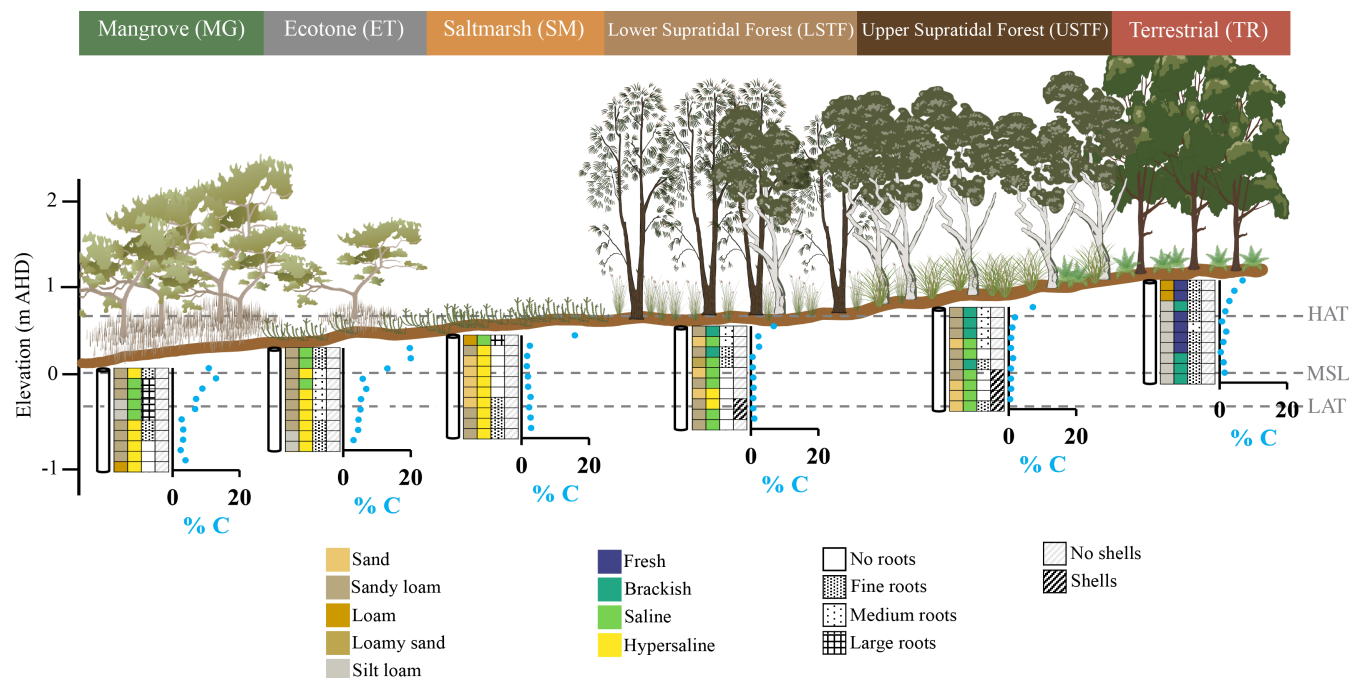 Mangrove (MG)
Ecotone (ET)
Saltmarsh (SM)
Lower Supratidal Forest (LSTF)
Upper Supratidal Forest (USTF)
Terrestrial (TR)
Elevation (m AHD)
2
1
0
-1
HAT
MSL
LAT
0 20
% C
0 20
% C
0 20
% C
0 20
% C
0 20
% C
0 20
% C
Sand
Sandy loam
Loam
Loamy sand
Silt loam
Fresh
Brackish
Saline
Hypersaline
No roots
Fine roots
Medium roots
Large roots
No shells
Shells